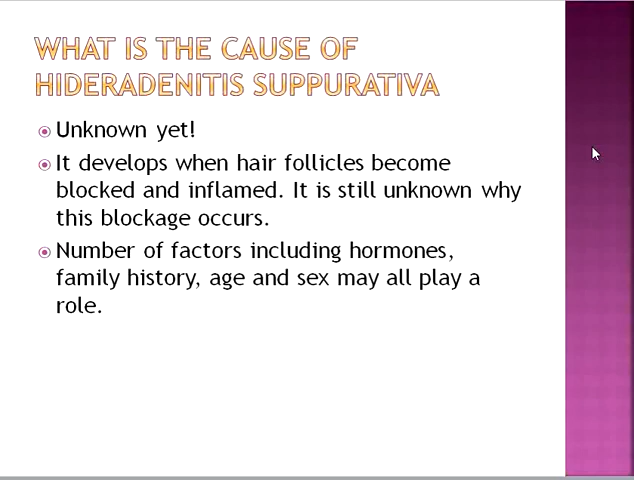 WHAT IS THE CAUSE OF
HIDERADENITIS SUPPURATIVA
Unknown yet!
It develops when hair follicles become
blocked and inflamed. It is still unknown why
this blockage occurs.
Number of factors including hormones,
family history, age and sex may all play a
role.